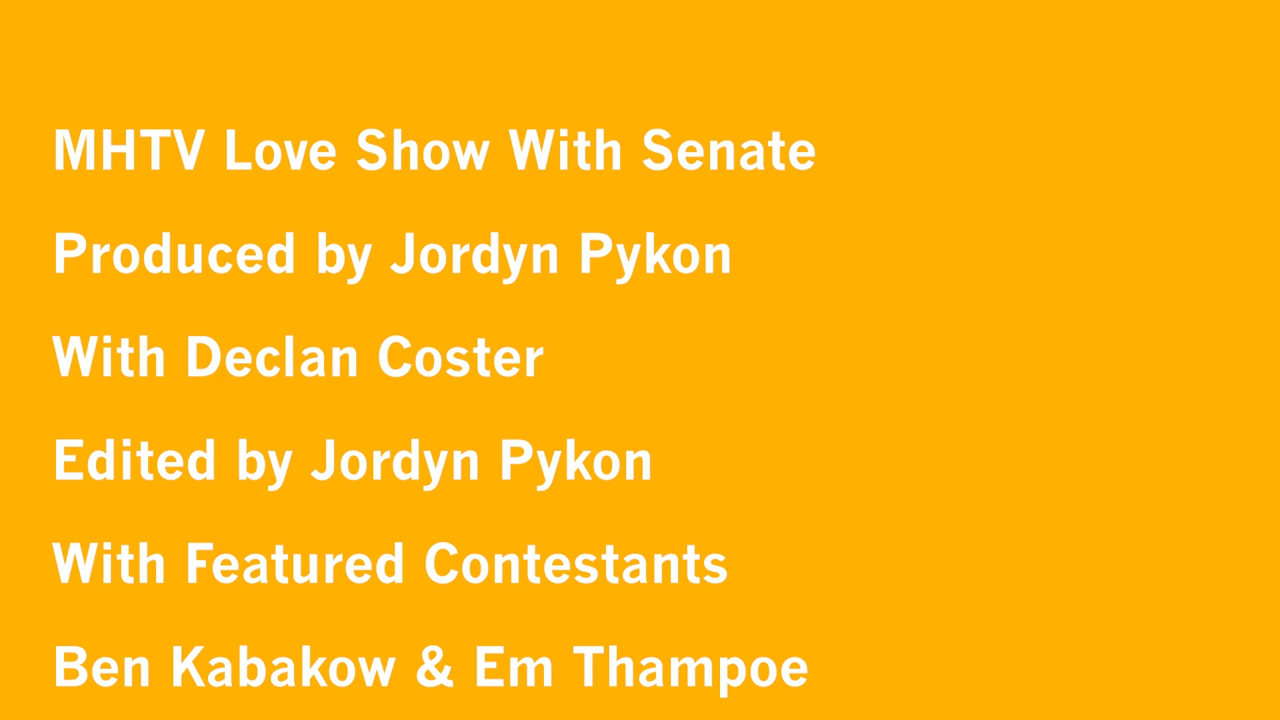 MHTV Love Show With Senate
Produced by Jordyn Pykon
With Declan Coster
Edited by Jordyn Pykon
With Featured Contestants
Ben Kabakow & Em Thampoe